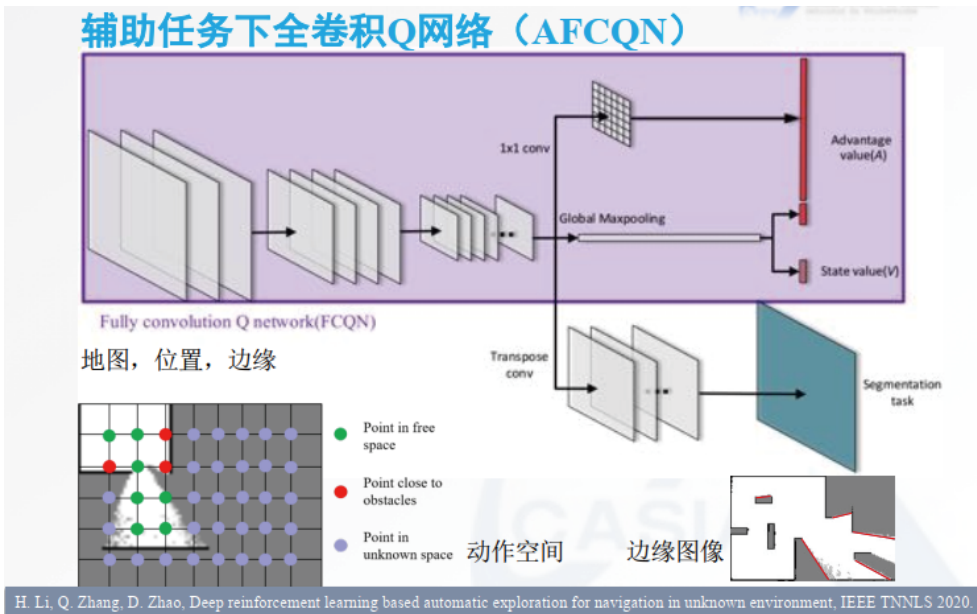 辅助任务下全卷积Q网络（AFCQN）
1x1 conv
Advantage
value(A)
Global Maxpooling
State value(V)
Fully convolution Q network(FCQN)
地图，位置，边缘
Transpose
conv
Segmentation
task
Point in free
space
Point close to
obstacles
Point in
unknown space
动作空间
边缘图像
CASIA
H. Li, Q. Zhang, D. Zhao, Deep reinforcement learning based automatic exploration for navigation in unknown environment, IEEE TNNLS 2020